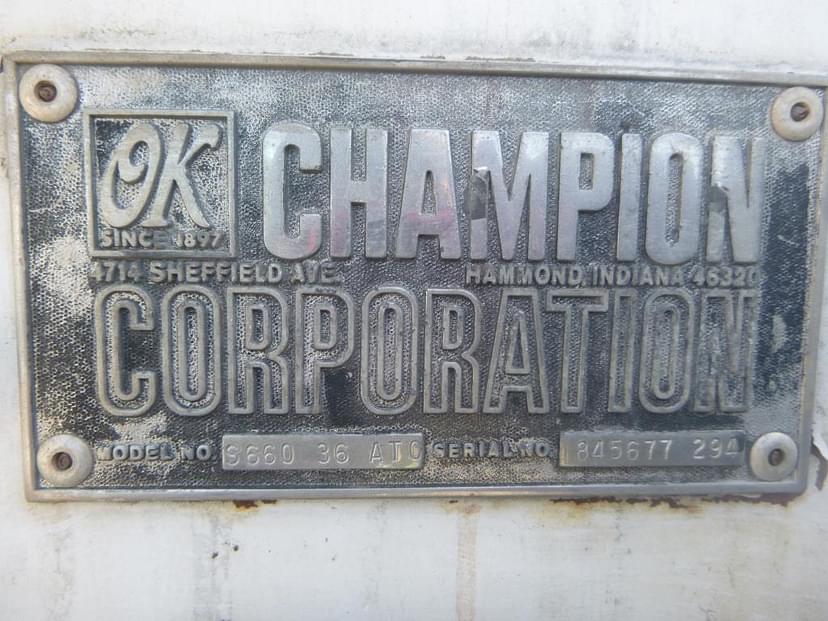 OK
SINCE 1897
CHAMPION
4714 SHEFFIELD AVE. HAMMOND, INDIANA 46320
CORPORATION
MODEL NO. S660 36 ATC SERIAL NO. 845677 294